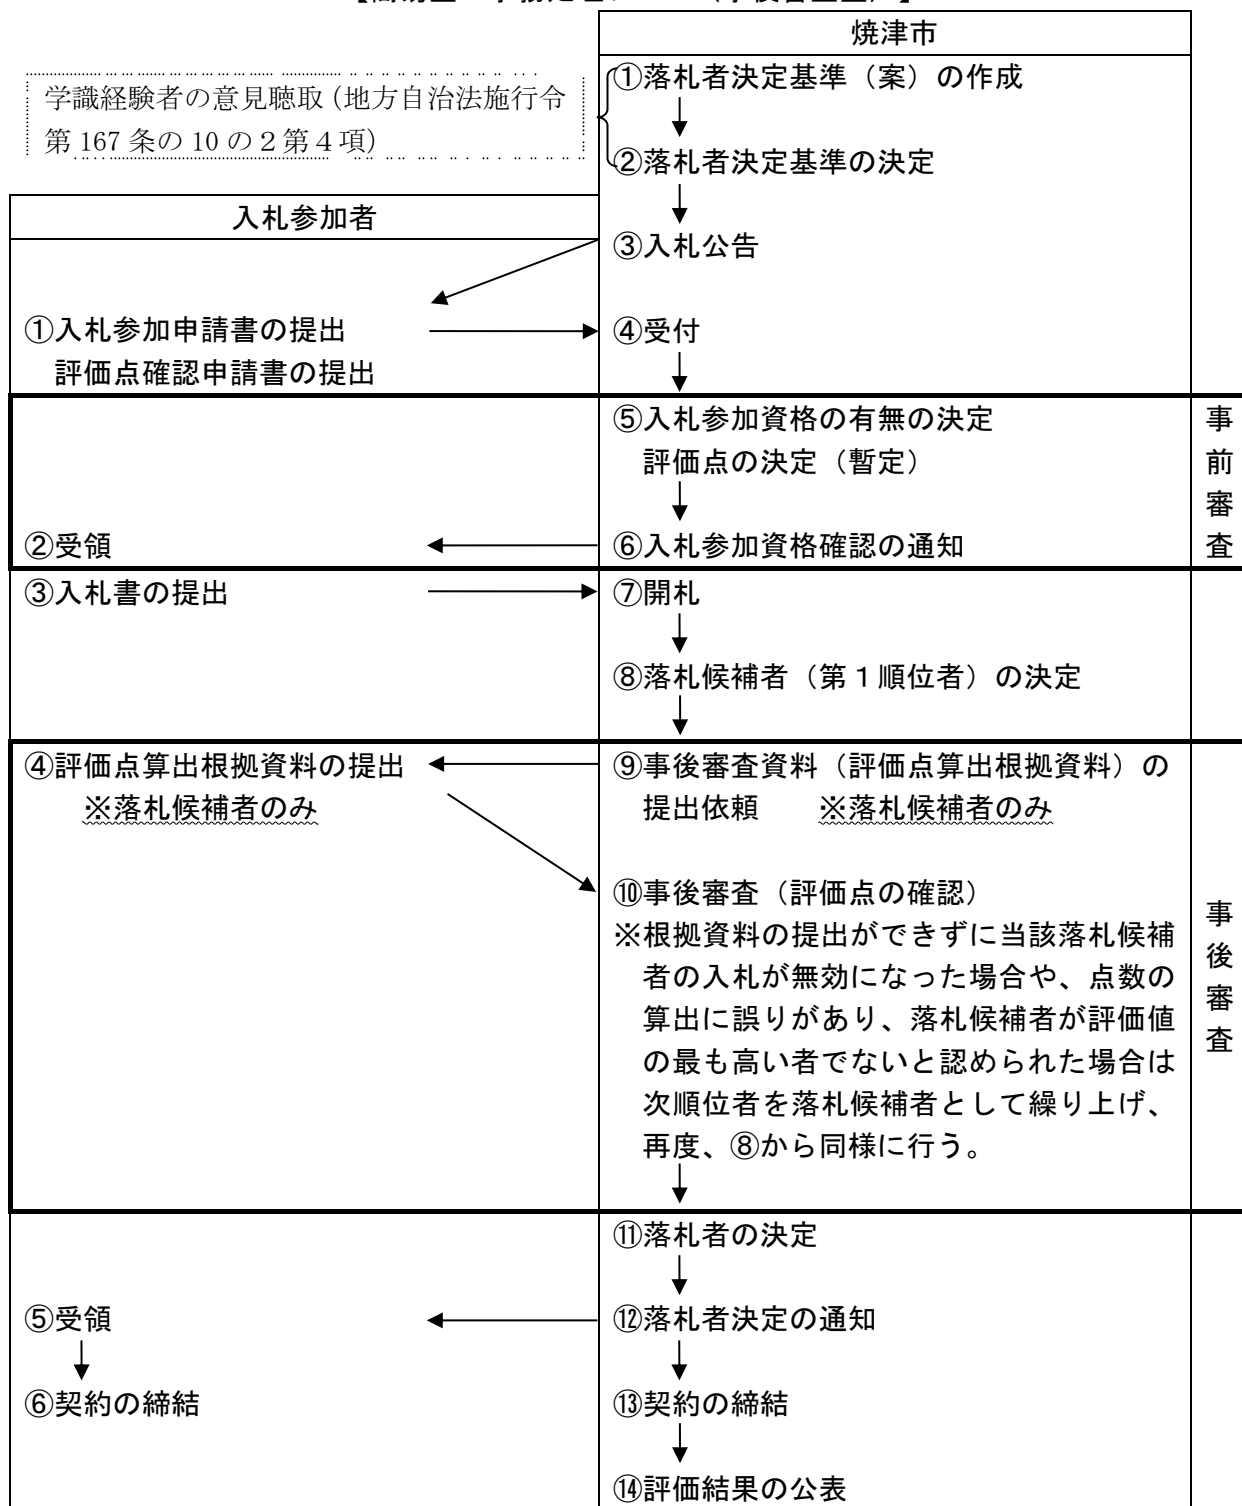 焼津市
①落札者決定基準（案）の作成
学識経験者の意見聴取（地方自治法施行令
第 167 条の 10 の２第４項）
②落札者決定基準の決定
入札参加者
③入札公告
①入札参加申請書の提出
④受付
評価点確認申請書の提出
⑤入札参加資格の有無の決定
評価点の決定（暫定）
事前審査
②受領
⑥入札参加資格確認の通知
③入札書の提出
⑦開札
⑧落札候補者（第１順位者）の決定
④評価点算出根拠資料の提出
※落札候補者のみ
⑨事後審査資料（評価点算出根拠資料）の
提出依頼　　※落札候補者のみ
⑩事後審査（評価点の確認）
※根拠資料の提出ができずに当該落札候補
者の入札が無効になった場合や、点数の
算出に誤りがあり、落札候補者が評価値
の最も高い者でないと認められた場合は
次順位者を落札候補者として繰り上げ、
再度、⑧から同様に行う。
事後審査
⑪落札者の決定
⑤受領
⑫落札者決定の通知
⑥契約の締結
⑬契約の締結
⑭評価結果の公表